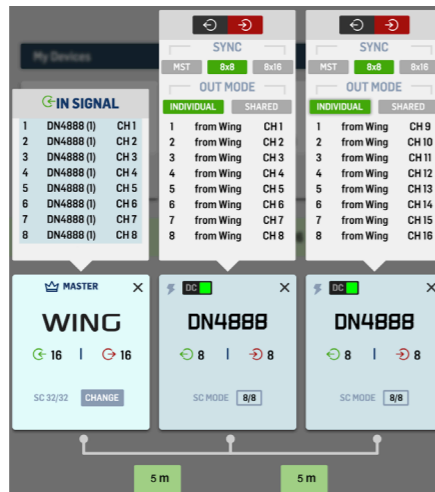 My Devices
IN SIGNAL
1 DN4888 (1) CH 1
2 DN4888 (1) CH 2
3 DN4888 (1) CH 3
4 DN4888 (1) CH 4
5 DN4888 (1) CH 5
6 DN4888 (1) CH 6
7 DN4888 (1) CH 7
8 DN4888 (1) CH 8
MASTER X
WING
16 | 16
SC 32/32 CHANGE
SYNC
MST 8x8 8x16
OUT MODE
INDIVIDUAL SHARED
1 from Wing CH 1
2 from Wing CH 2
3 from Wing CH 3
4 from Wing CH 4
5 from Wing CH 5
6 from Wing CH 6
7 from Wing CH 7
8 from Wing CH 8
DC X
DN4888
8 | 8
SC MODE 8/8
SYNC
MST 8x8 8x16
OUT MODE
INDIVIDUAL SHARED
1 from Wing CH 9
2 from Wing CH 10
3 from Wing CH 11
4 from Wing CH 12
5 from Wing CH 13
6 from Wing CH 14
7 from Wing CH 15
8 from Wing CH 16
DC X
DN4888
8 | 8
SC MODE 8/8
5 m
5 m